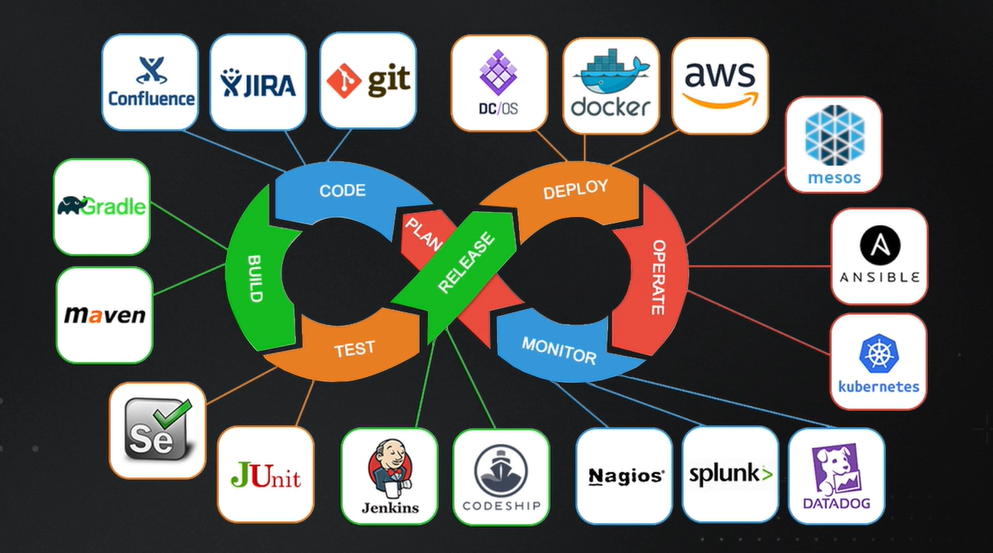 Confluence
JIRA
git
DC/OS
docker
aws
mesos
CODE
DEPLOY
PLAN
Gradle
RELEASE
BUILD
OPERATE
ANSIBLE
maven
TEST
MONITOR
kubernetes
Se
JUnit
Jenkins
CODESHIP
Nagios®
splunk>
DATADOG